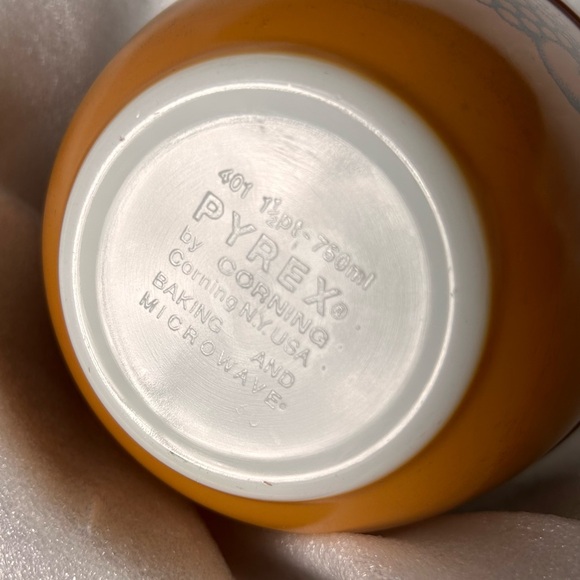 401 1½pt-750ml
PYREX®
by CORNING
Corning N.Y. USA
BAKING AND
MICROWAVE